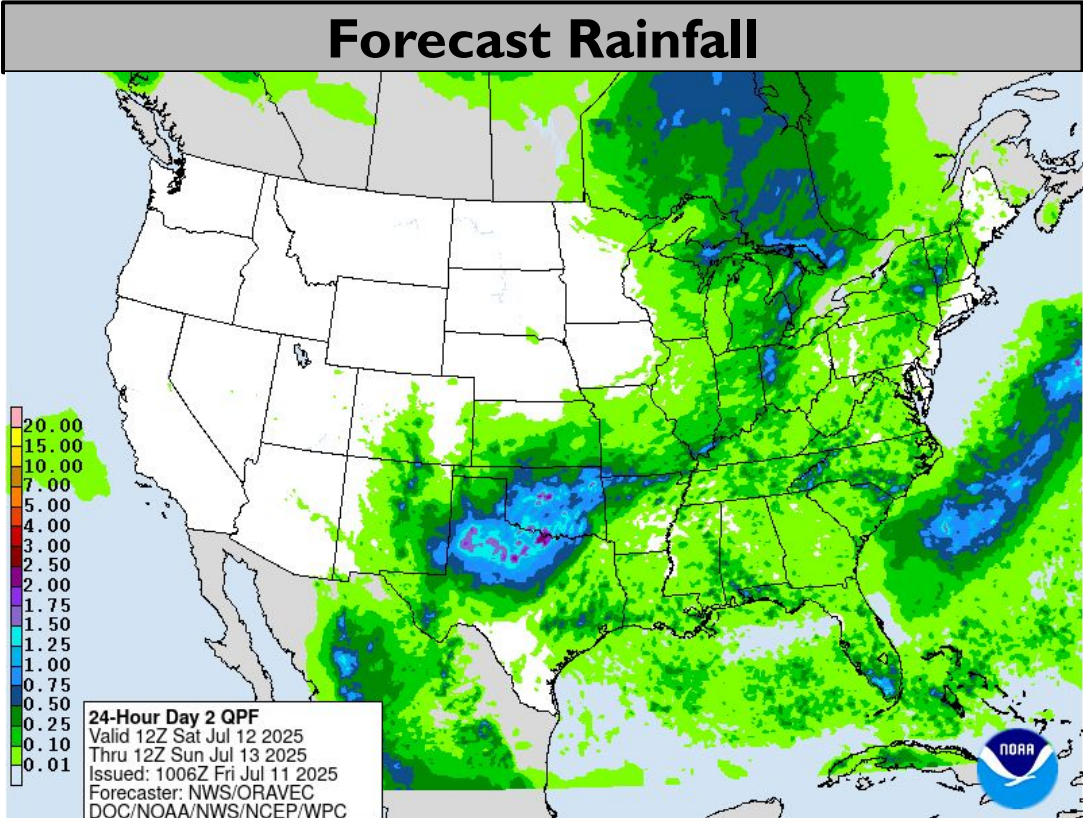 Forecast Rainfall
20.00
15.00
10.00
7.00
5.00
4.00
3.00
2.50
2.00
1.75
1.50
1.25
1.00
0.75
0.50
0.25
0.10
0.01
24-Hour Day 2 QPF
Valid 12Z Sat Jul 12 2025
Thru 12Z Sun Jul 13 2025
Issued: 1006Z Fri Jul 11 2025
Forecaster: NWS/ORAVEC
DOC/NOAA/NWS/NCEP/WPC
NOAA